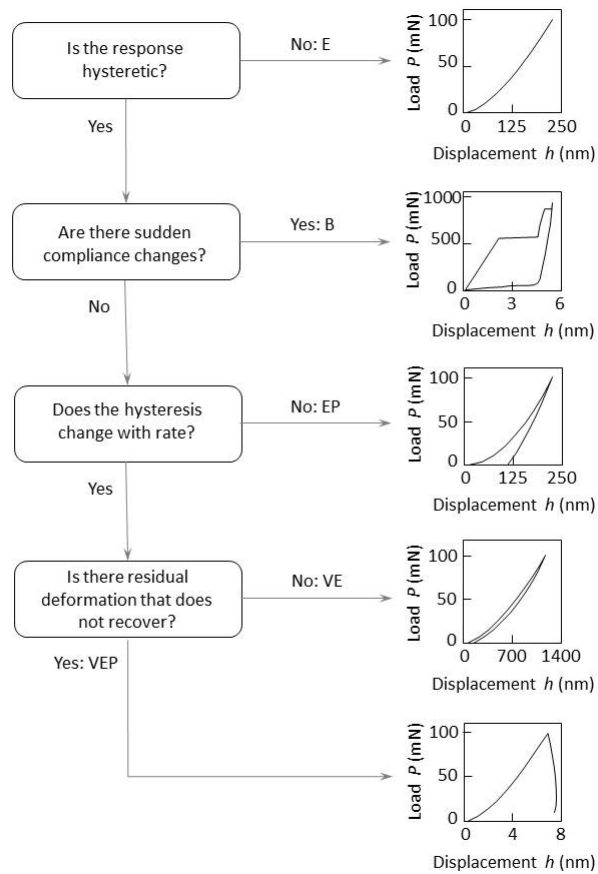 Is the response
hysteretic?
No: E
Load P (mN)
100
50
0
0 125 250
Displacement h (nm)
Yes
Are there sudden
compliance changes?
Yes: B
Load P (mN)
1000
500
0
0 3 6
Displacement h (nm)
No
Does the hysteresis
change with rate?
No: EP
Load P (mN)
100
50
0
0 125 250
Displacement h (nm)
Yes
Is there residual
deformation that does
not recover?
No: VE
Load P (mN)
100
50
0
0 700 1400
Displacement h (nm)
Yes: VEP
Load P (mN)
100
50
0
0 4 8
Displacement h (nm)